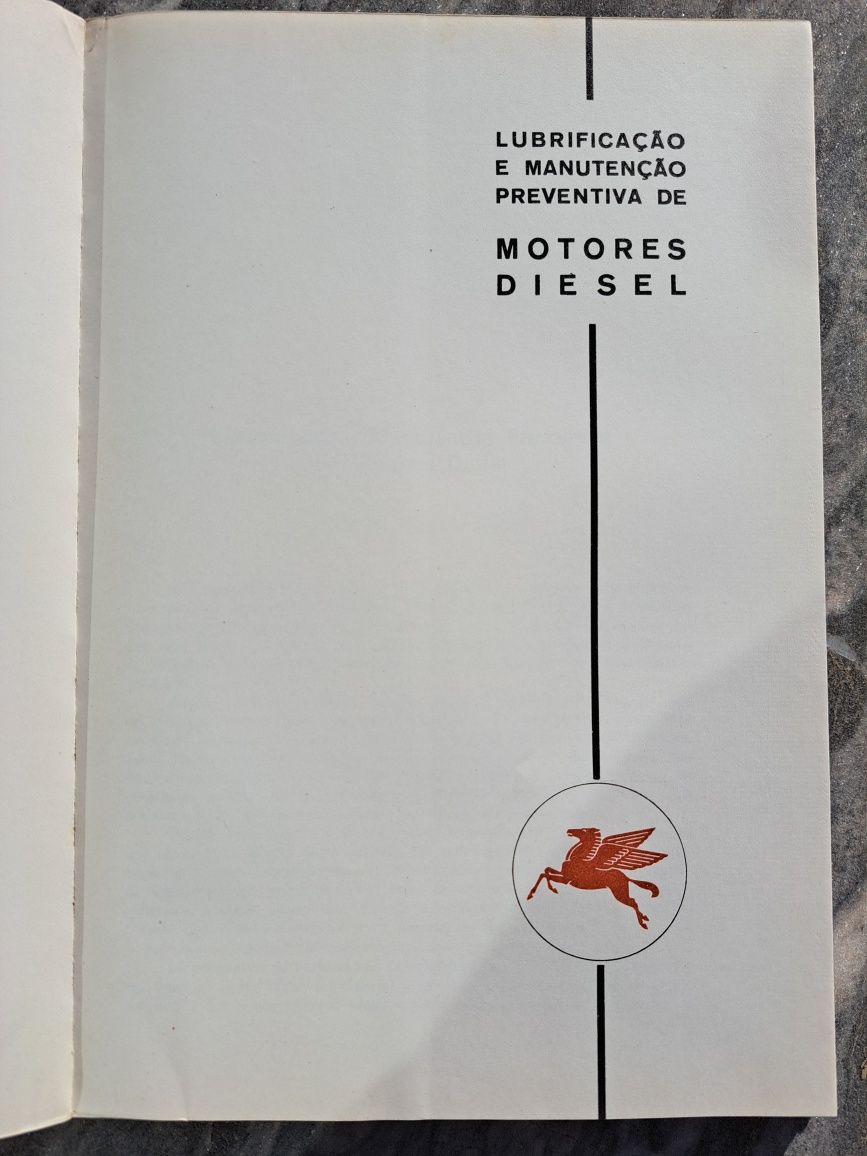 LUBRIFICAÇÃO
E MANUTENÇÃO
PREVENTIVA DE
MOTORES
DIESEL